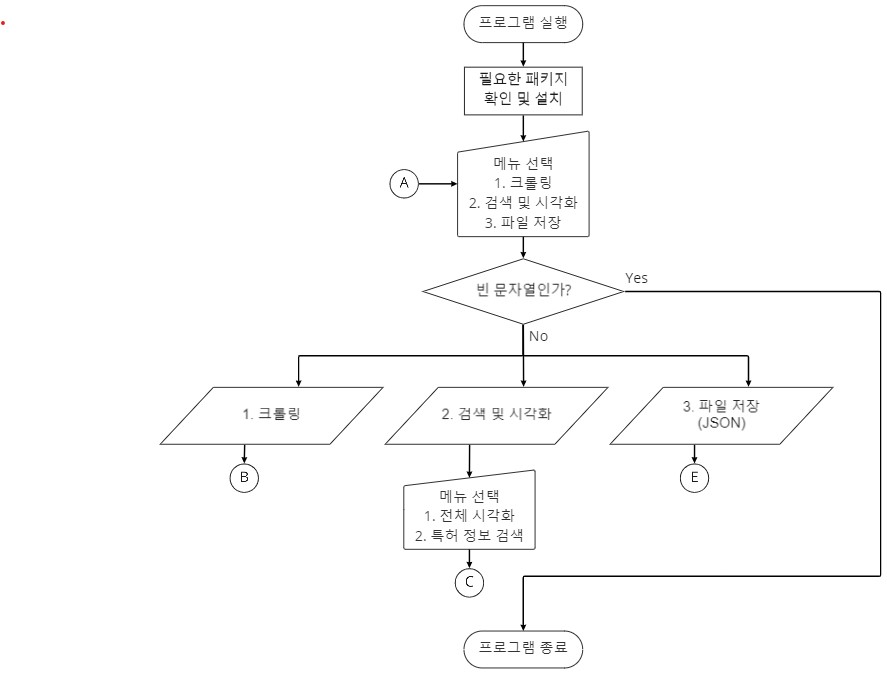 프로그램 실행
필요한 패키지
확인 및 설치
메뉴 선택
1. 크롤링
2. 검색 및 시각화
3. 파일 저장
A
빈 문자열인가?
Yes
No
1. 크롤링
2. 검색 및 시각화
3. 파일 저장
(JSON)
B
E
메뉴 선택
1. 전체 시각화
2. 특허 정보 검색
C
프로그램 종료